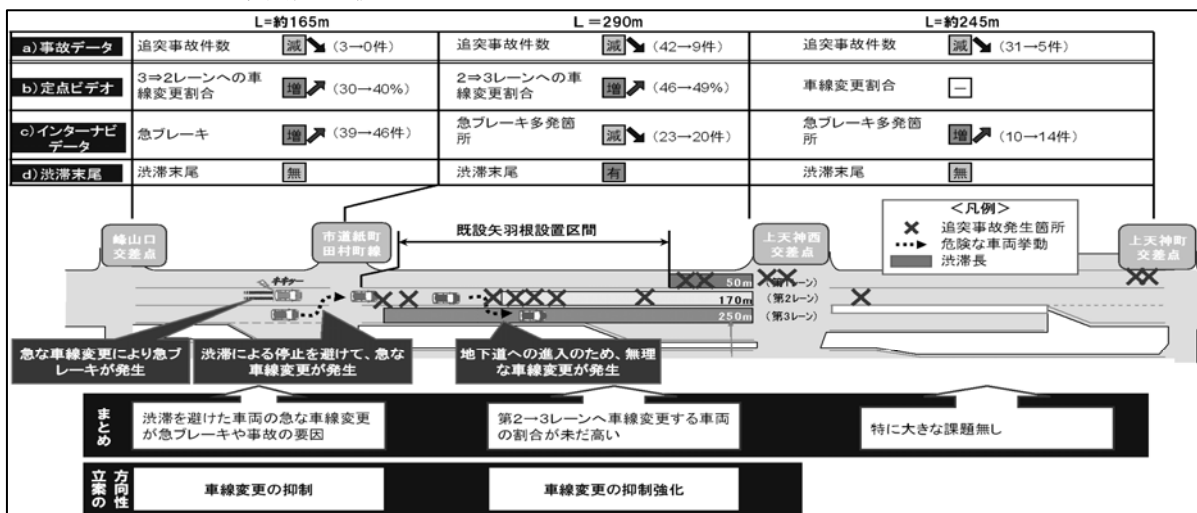 L=約165m
L=290m
L=約245m
a)事故データ
追突事故件数
減
(3→0件)
追突事故件数
減
(42→9件)
追突事故件数
減
(31→5件)
b)定点ビデオ
3⇒2レーンへの車
線変更割合
増
(30→40%)
2⇒3レーンへの車
線変更割合
増
(46→49%)
車線変更割合
－
c)インターナビ
データ
急ブレーキ
増
(39→46件)
急ブレーキ多発箇
所
減
(23→20件)
急ブレーキ多発箇
所
増
(10→14件)
d)渋滞末尾
渋滞末尾
無
渋滞末尾
有
渋滞末尾
無
峰山口
交差点
市道紙町
田村町線
既設矢羽根設置区間
上天神西
交差点
<凡例>
追突事故発生箇所
危険な車両挙動
渋滞長
上天神町
交差点
キキィー
50m
(第1レーン)
170m
(第2レーン)
250m
(第3レーン)
急な車線変更により急ブ
レーキが発生
渋滞による停止を避けて、急な
車線変更が発生
地下道への進入のため、無理
な車線変更が発生
まとめ
渋滞を避けた車両の急な車線変更
が急ブレーキや事故の要因
第2→3レーンへ車線変更する車両
の割合が未だ高い
特に大きな課題無し
立案の
方向性
車線変更の抑制
車線変更の抑制強化